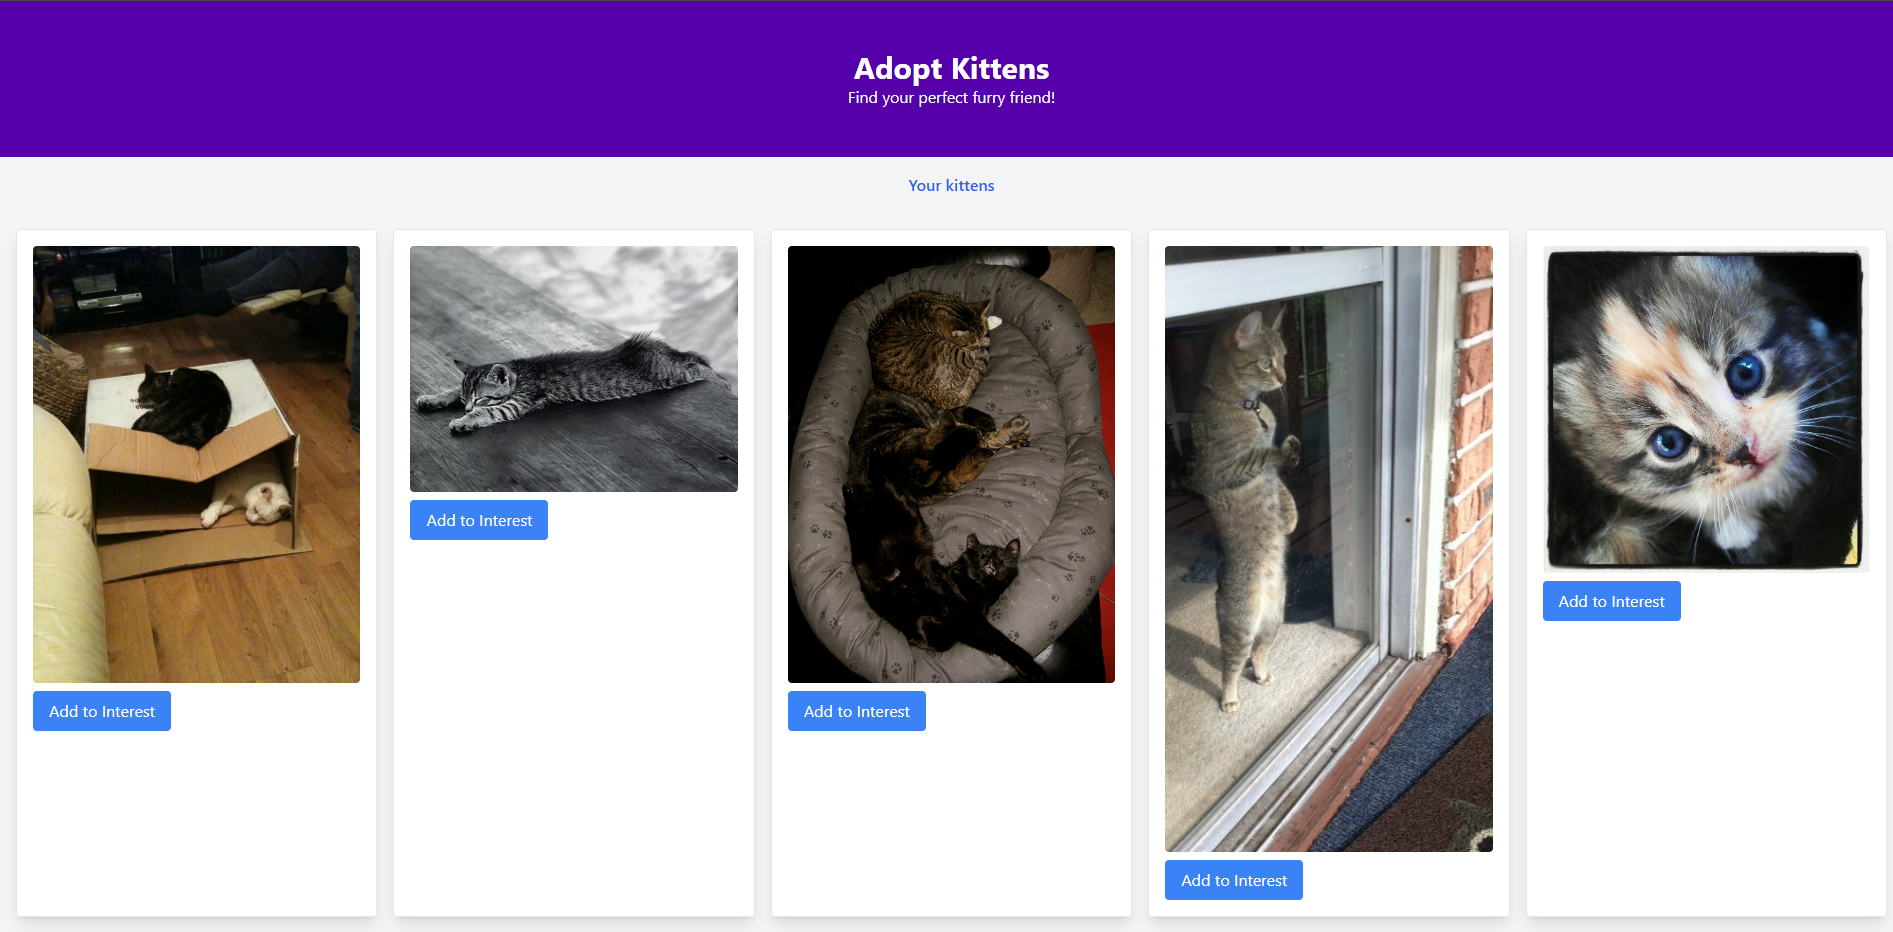 Adopt Kittens
Find your perfect furry friend!
Your kittens
Add to Interest
Add to Interest
Add to Interest
Add to Interest
Add to Interest